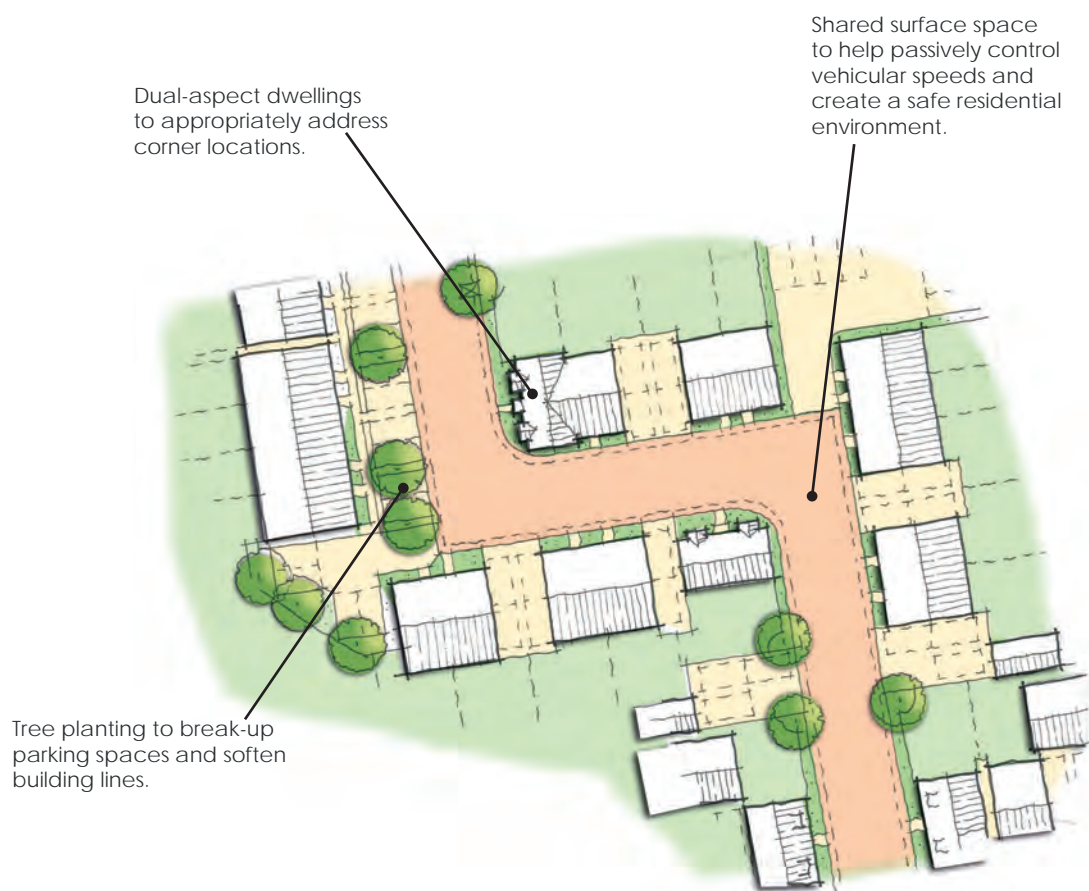 Shared surface space
to help passively control
vehicular speeds and
create a safe residential
environment.
Dual-aspect dwellings
to appropriately address
corner locations.
Tree planting to break-up
parking spaces and soften
building lines.